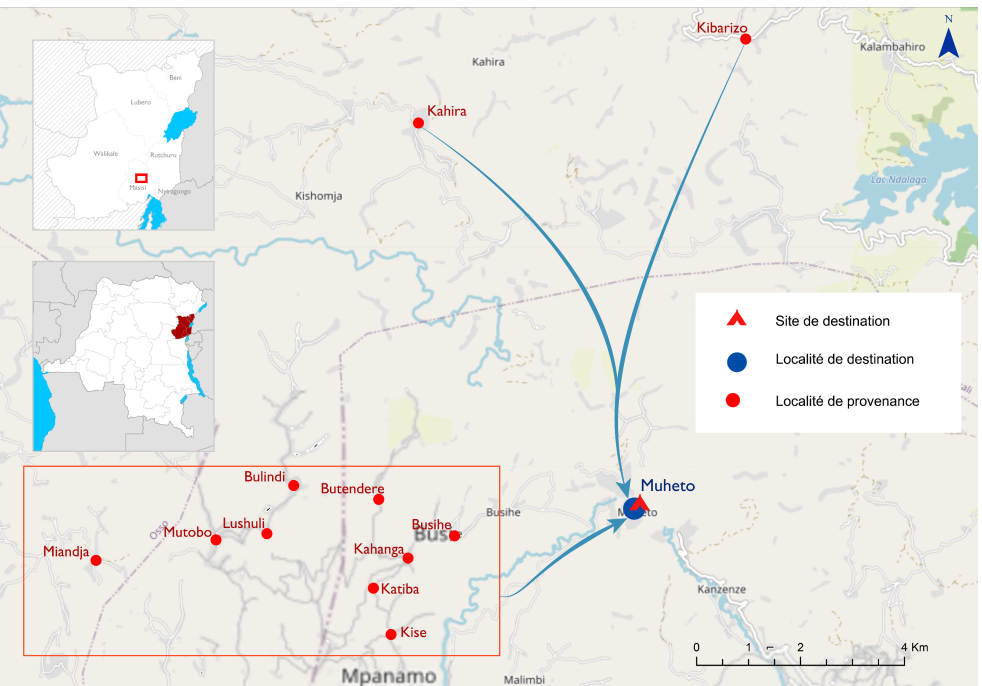 Kibarizo
N
Kalambahiro
Kahira
Beni
Lubero
Kahira
Walikale
Rutchuru
Lac Ndalaga
Masisi
Nyiragongo
Kishomja
Site de destination
Localité de destination
Localité de provenance
Bulindi
Butendere
Muheto
Busihe
Lushuli
Mutobo
Busihe
Osso
Miandja
Kahanga
Katiba
Kanzenze
Kise
0 1 2 4 Km
Mpanamo
Malimbi